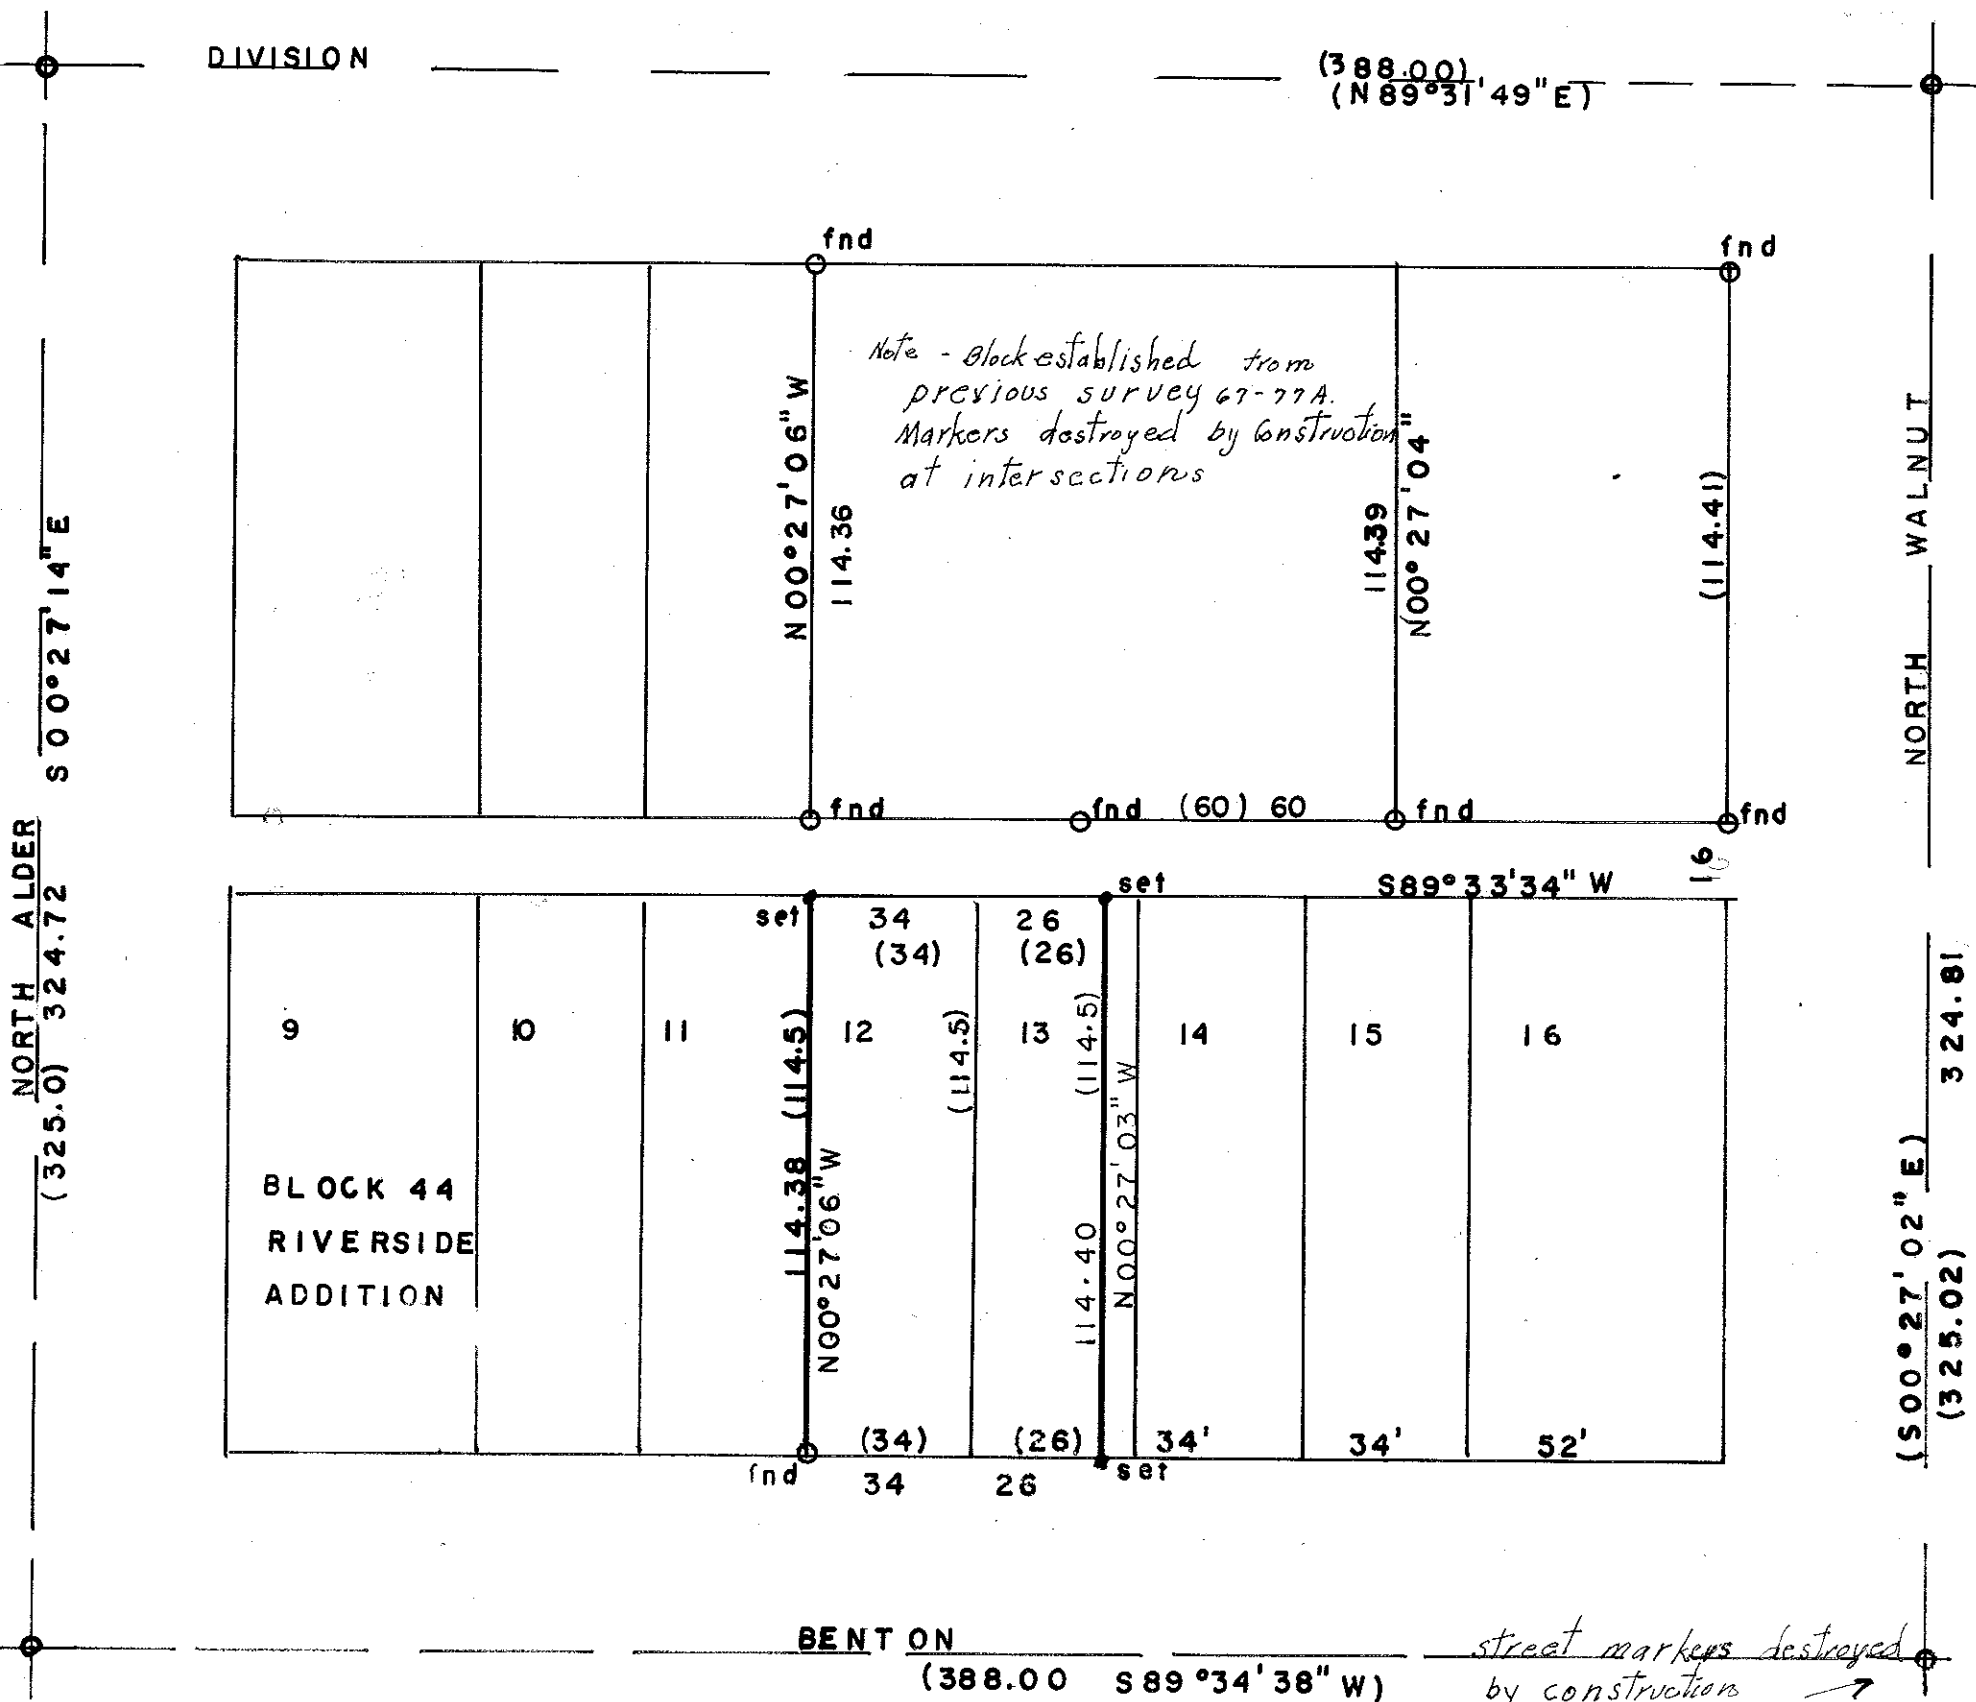 DIVISION
(388.00)
(N89°31'49"E)
fnd
fnd
Note - Block established from
previous survey 67-77A.
Markers destroyed by Construction
at intersections
N00°27'06"W
114.36
114.39
N00°27'04"
(114.41)
NORTH WALNUT
S00°27'14"E
NORTH ALDER
(325.0) 324.72
fnd
fnd
(60) 60
fnd
fnd
16
set
set
S89°33'34"W
34
26
(34)
(26)
9
10
11
12
13
14
15
16
114.38 (114.5)
N00°27'06"W
(114.5)
(114.5)
114.40
N00°27'03"W
324.81
(S00°27'02"E)
(325.02)
BLOCK 44
RIVERSIDE
ADDITION
(34)
(26)
34'
34'
52'
fnd
34
26
set
BENTON
(388.00 S89°34'38"W)
street markers destroyed
by construction